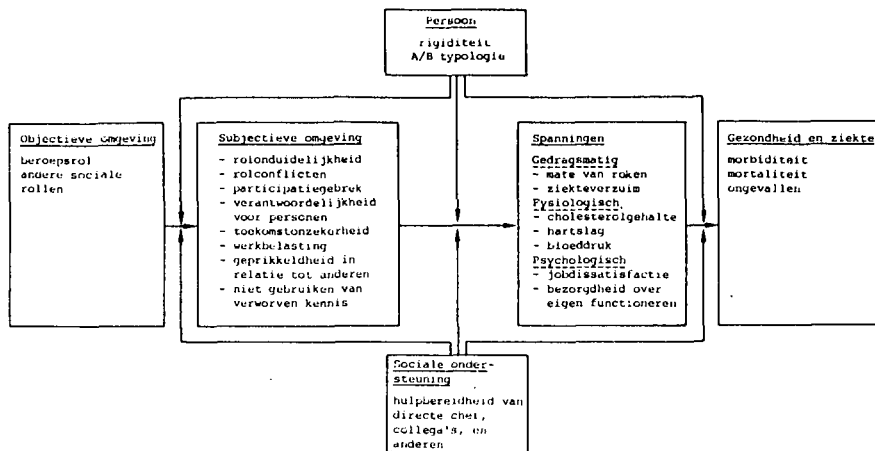 Persoon
rigiditeit
A/B typologie
Objectieve omgeving
beroepsrol
andere sociale
rollen
Subjectieve omgeving
- rolonduidelijkheid
- rolconflicten
- participatiegebrek
- verantwoordelijkheid
voor personen
- toekomstonzekerheid
- werkbelasting
- geprikkeldheid in
relatie tot anderen
- niet gebruiken van
verworven kennis
Spanningen
Gedragsmatig
- mate van roken
- ziekteverzuim
Fysiologisch
- cholesterolgehalte
- hartslag
- bloeddruk
Psychologisch
- jobdissatisfactie
- bezorgdheid over
eigen functioneren
Gezondheid en ziekte
morbiditeit
mortaliteit
ongevallen
Sociale onder-
steuning
hulpbereidheid van
directe chef,
collega's, en
anderen